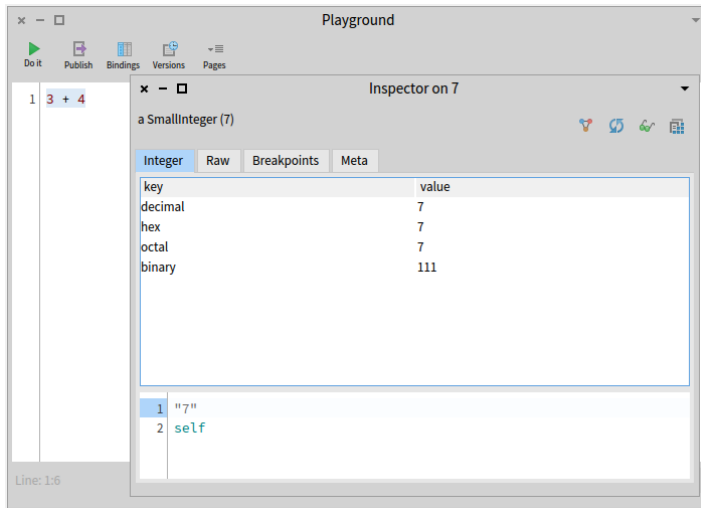 Playground
Do it Publish Bindings Versions Pages
1 3 + 4
Inspector on 7
a SmallInteger (7)
Integer Raw Breakpoints Meta
key value
decimal 7
hex 7
octal 7
binary 111
1 "7"
2 self
Line: 1:6